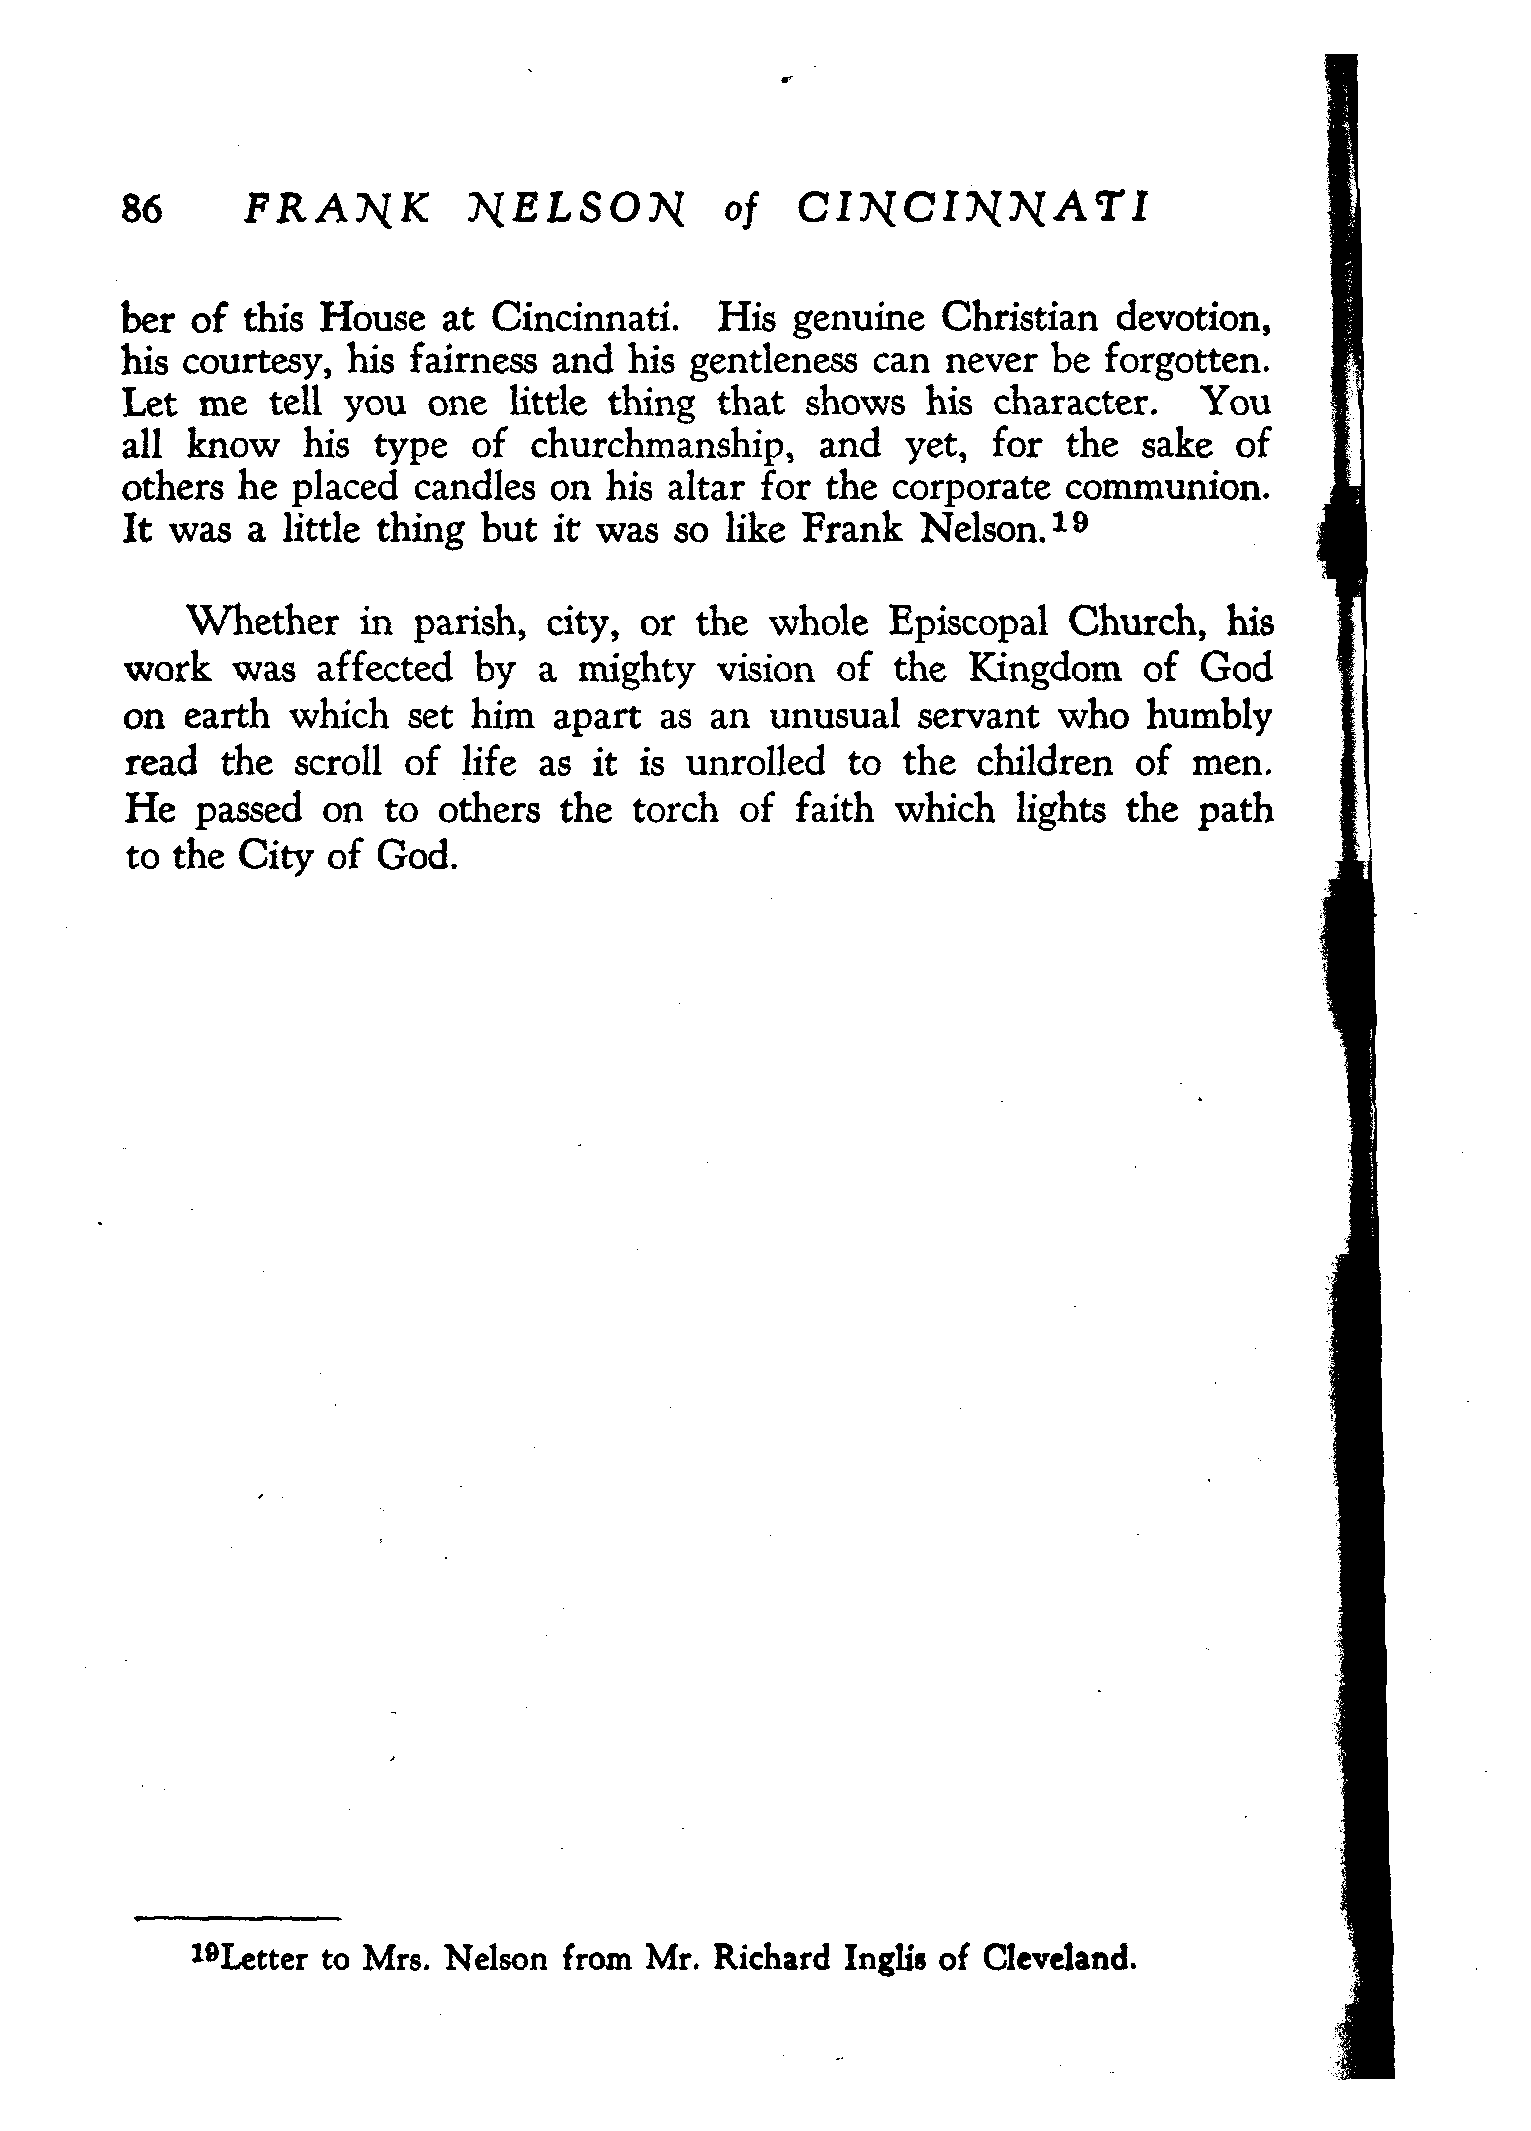 86 FRANK NELSON of CINCINNATI
ber of this House at Cincinnati. His genuine Christian devotion,
his courtesy, his fairness and his gentleness can never be forgotten.
Let me tell you one little thing that shows his character. You
all know his type of churchmanship, and yet, for the sake of
others he placed candles on his altar for the corporate communion.
It was a little thing but it was so like Frank Nelson.¹⁹
Whether in parish, city, or the whole Episcopal Church, his
work was affected by a mighty vision of the Kingdom of God
on earth which set him apart as an unusual servant who humbly
read the scroll of life as it is unrolled to the children of men.
He passed on to others the torch of faith which lights the path
to the City of God.
¹⁹Letter to Mrs. Nelson from Mr. Richard Inglis of Cleveland.